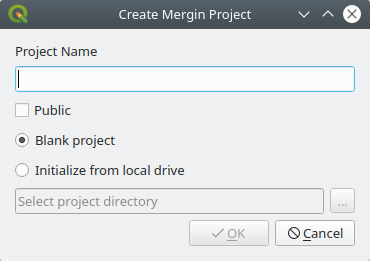 Create Mergin Project
Project Name
Public
Blank project
Initialize from local drive
Select project directory ...
OK Cancel